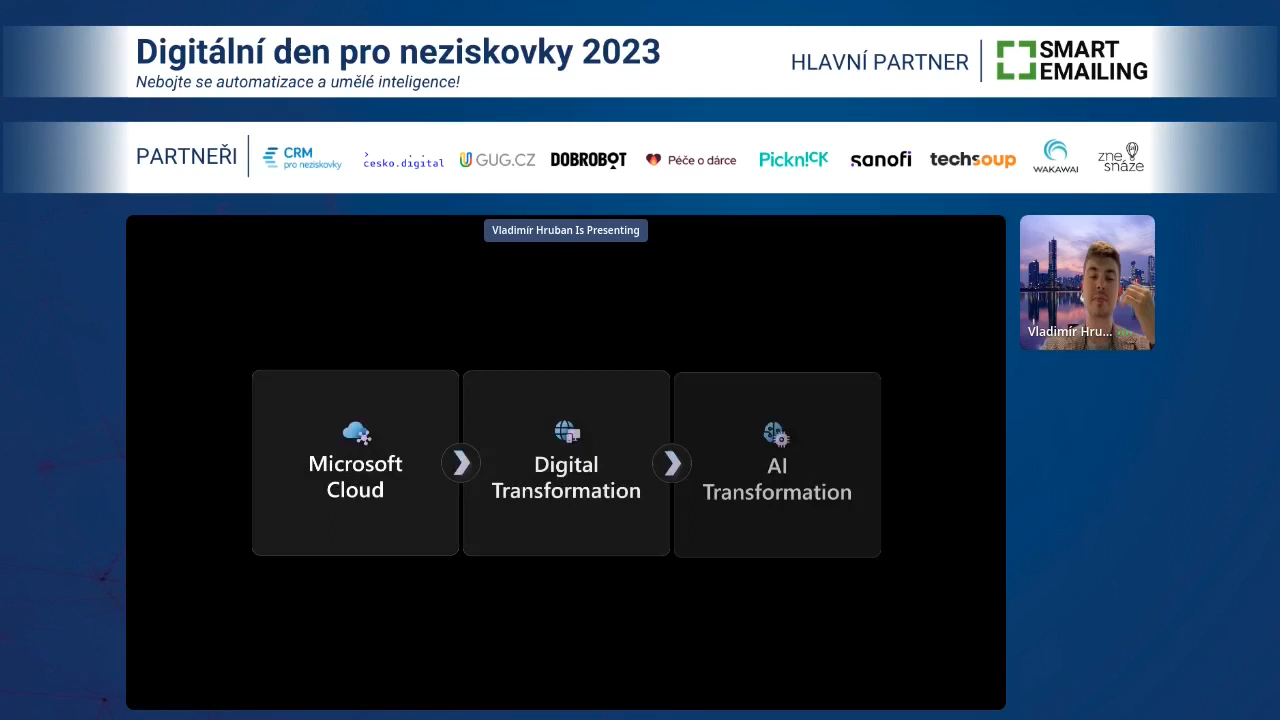 Digitální den pro neziskovky 2023
Nebojte se automatizace a umělé inteligence!
HLAVNÍ PARTNER
SMART
EMAILING
PARTNEŘI
CRM
pro neziskovky
cesko.digital
GUG.CZ
DOBROBOT
Péče o dárce
Pickn!CK
sanofi
techsoup
WAKAWAI
zne
snáze
Vladimír Hruban Is Presenting
Vladimír Hru...
Microsoft
Cloud
Digital
Transformation
AI
Transformation